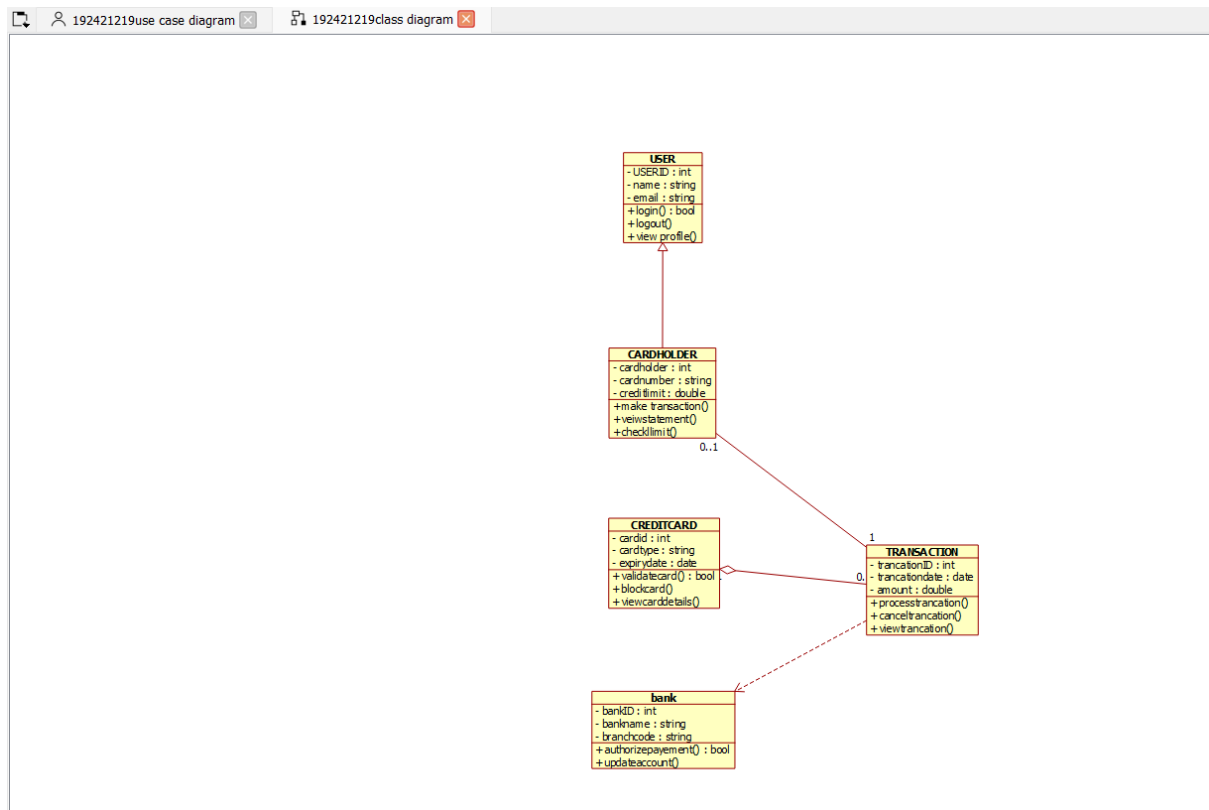 192421219use case diagram
192421219class diagram
USER
- USERID : int
- name : string
- email : string
+login() : bool
+logout()
+view profile()
CARDHOLDER
- cardholder : int
- cardnumber : string
- creditlimit : double
+make transaction()
+veiwstatement()
+checkllimit()
0..1
CREDITCARD
- cardid : int
- cardtype : string
- expirydate : date
+validatecard() : bool
+blockcard()
+viewcarddetails()
1
0.
TRANSACTION
- trancationID : int
- trancationdate : date
- amount : double
+processtrancation()
+canceltrancation()
+viewtrancation()
bank
- bankID : int
- bankname : string
- branchcode : string
+authorizepayement() : bool
+updateaccount()